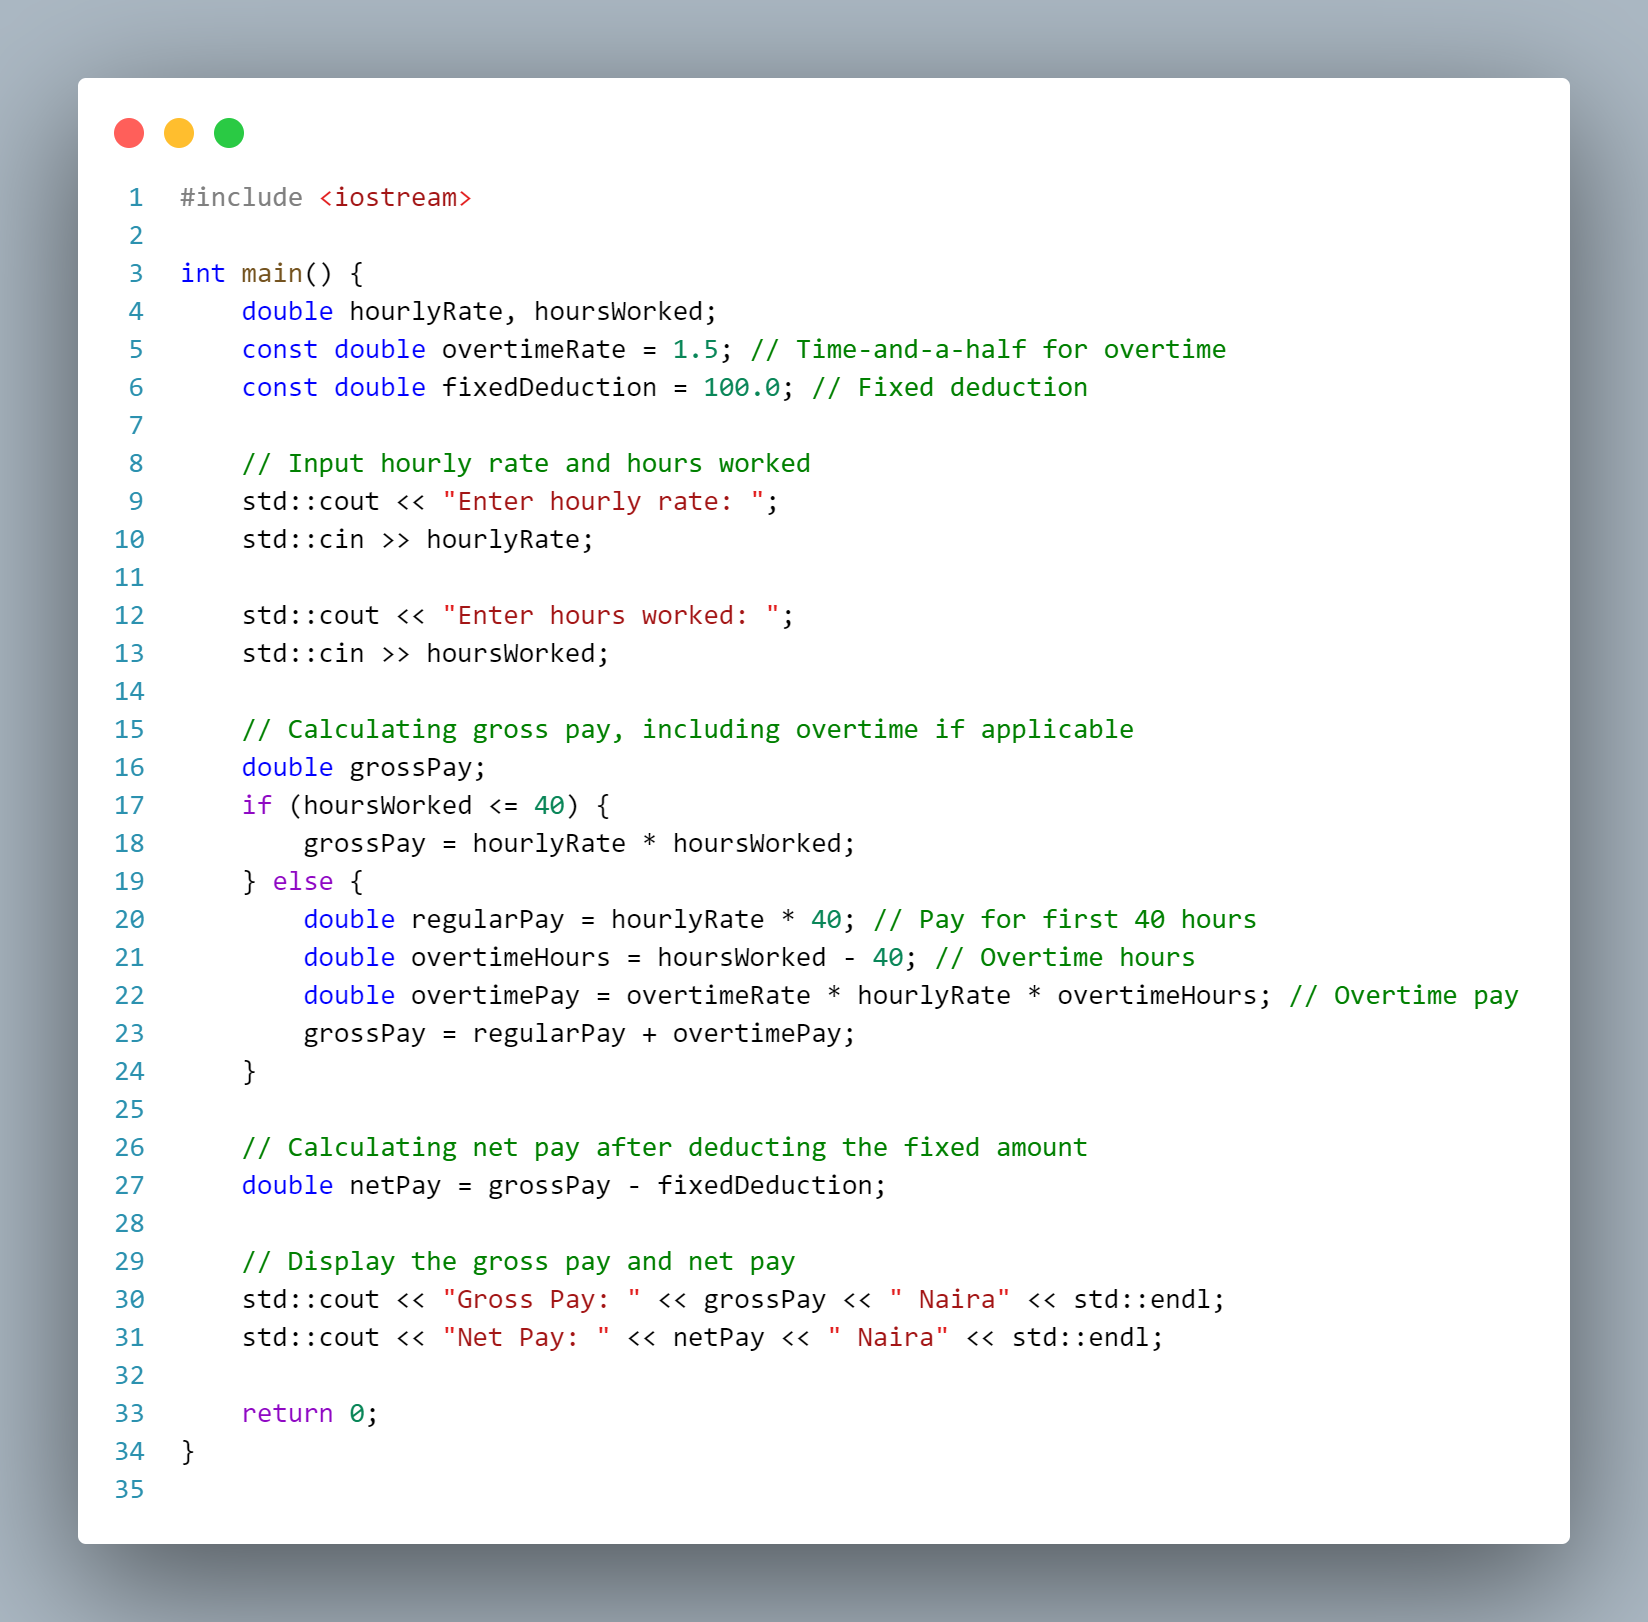 1 #include <iostream>
2
3 int main() {
4     double hourlyRate, hoursWorked;
5     const double overtimeRate = 1.5; // Time-and-a-half for overtime
6     const double fixedDeduction = 100.0; // Fixed deduction
7
8     // Input hourly rate and hours worked
9     std::cout << "Enter hourly rate: ";
10     std::cin >> hourlyRate;
11
12     std::cout << "Enter hours worked: ";
13     std::cin >> hoursWorked;
14
15     // Calculating gross pay, including overtime if applicable
16     double grossPay;
17     if (hoursWorked <= 40) {
18         grossPay = hourlyRate * hoursWorked;
19     } else {
20         double regularPay = hourlyRate * 40; // Pay for first 40 hours
21         double overtimeHours = hoursWorked - 40; // Overtime hours
22         double overtimePay = overtimeRate * hourlyRate * overtimeHours; // Overtime pay
23         grossPay = regularPay + overtimePay;
24     }
25
26     // Calculating net pay after deducting the fixed amount
27     double netPay = grossPay - fixedDeduction;
28
29     // Display the gross pay and net pay
30     std::cout << "Gross Pay: " << grossPay << " Naira" << std::endl;
31     std::cout << "Net Pay: " << netPay << " Naira" << std::endl;
32
33     return 0;
34 }
35